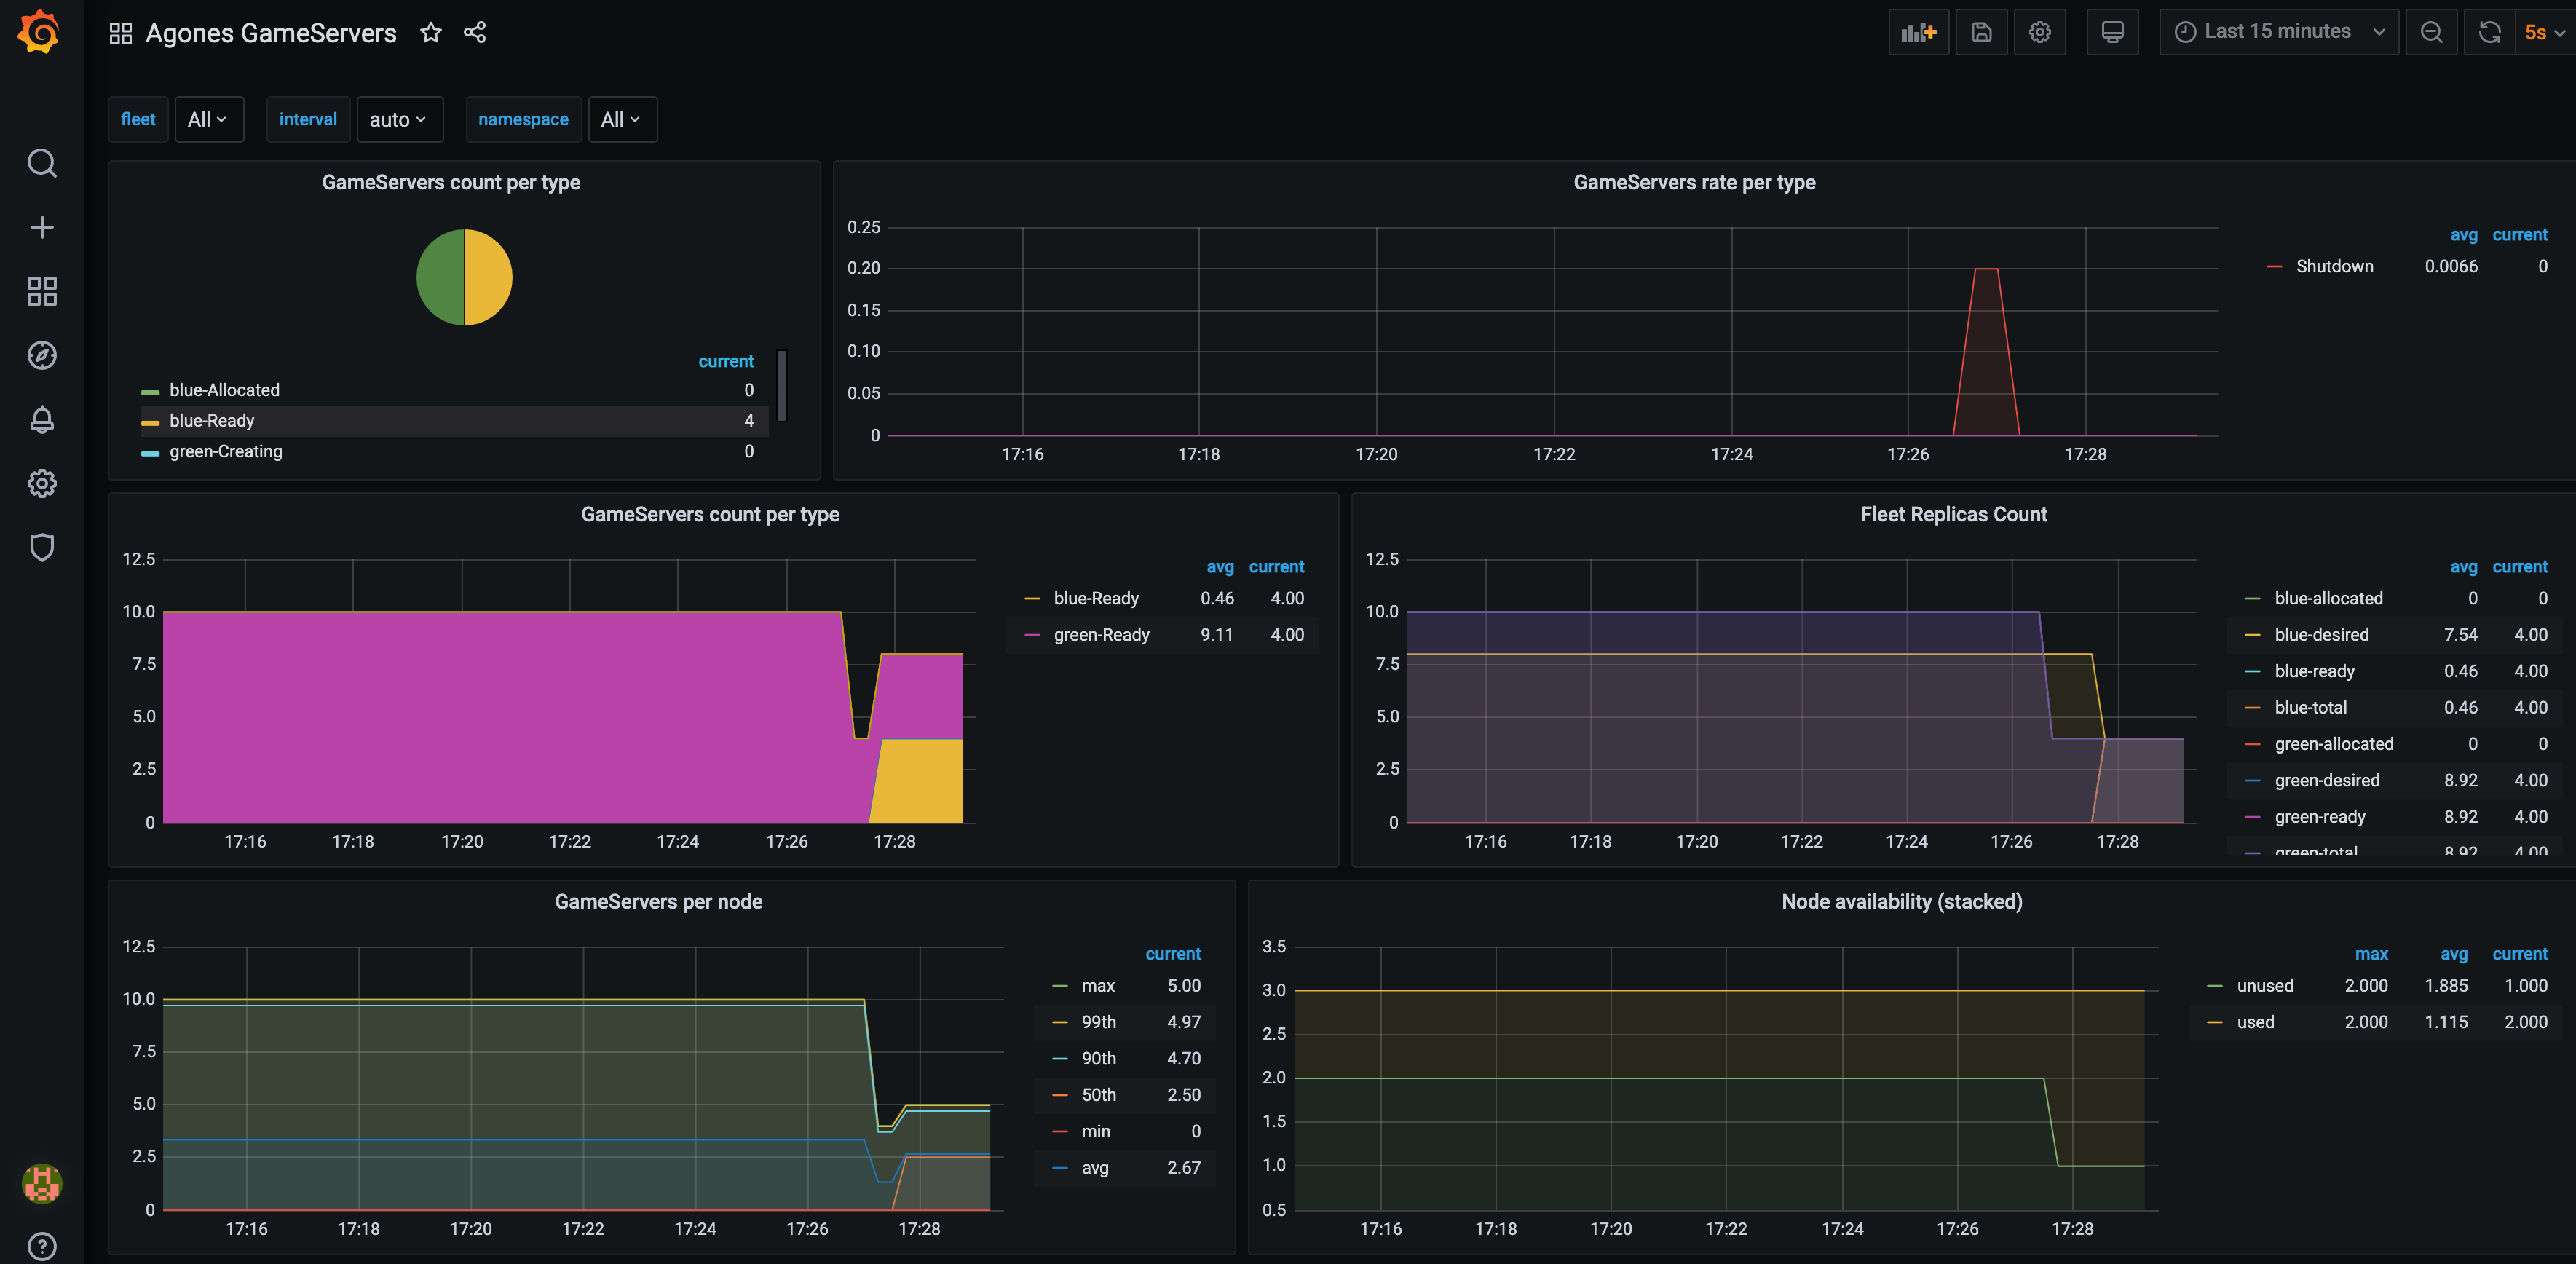 Agones GameServers
Last 15 minutes
5s
fleet All interval auto namespace All
GameServers count per type
current
blue-Allocated 0
blue-Ready 4
green-Creating 0
GameServers rate per type
0.25
0.20
0.15
0.10
0.05
0
17:16 17:18 17:20 17:22 17:24 17:26 17:28
avg current
Shutdown 0.0066 0
GameServers count per type
12.5
10.0
7.5
5.0
2.5
0
17:16 17:18 17:20 17:22 17:24 17:26 17:28
avg current
blue-Ready 0.46 4.00
green-Ready 9.11 4.00
Fleet Replicas Count
12.5
10.0
7.5
5.0
2.5
0
17:16 17:18 17:20 17:22 17:24 17:26 17:28
avg current
blue-allocated 0 0
blue-desired 7.54 4.00
blue-ready 0.46 4.00
blue-total 0.46 4.00
green-allocated 0 0
green-desired 8.92 4.00
green-ready 8.92 4.00
green-total 8.92 4.00
GameServers per node
12.5
10.0
7.5
5.0
2.5
0
17:16 17:18 17:20 17:22 17:24 17:26 17:28
current
max 5.00
99th 4.97
90th 4.70
50th 2.50
min 0
avg 2.67
Node availability (stacked)
3.5
3.0
2.5
2.0
1.5
1.0
0.5
17:16 17:18 17:20 17:22 17:24 17:26 17:28
max avg current
unused 2.000 1.885 1.000
used 2.000 1.115 2.000